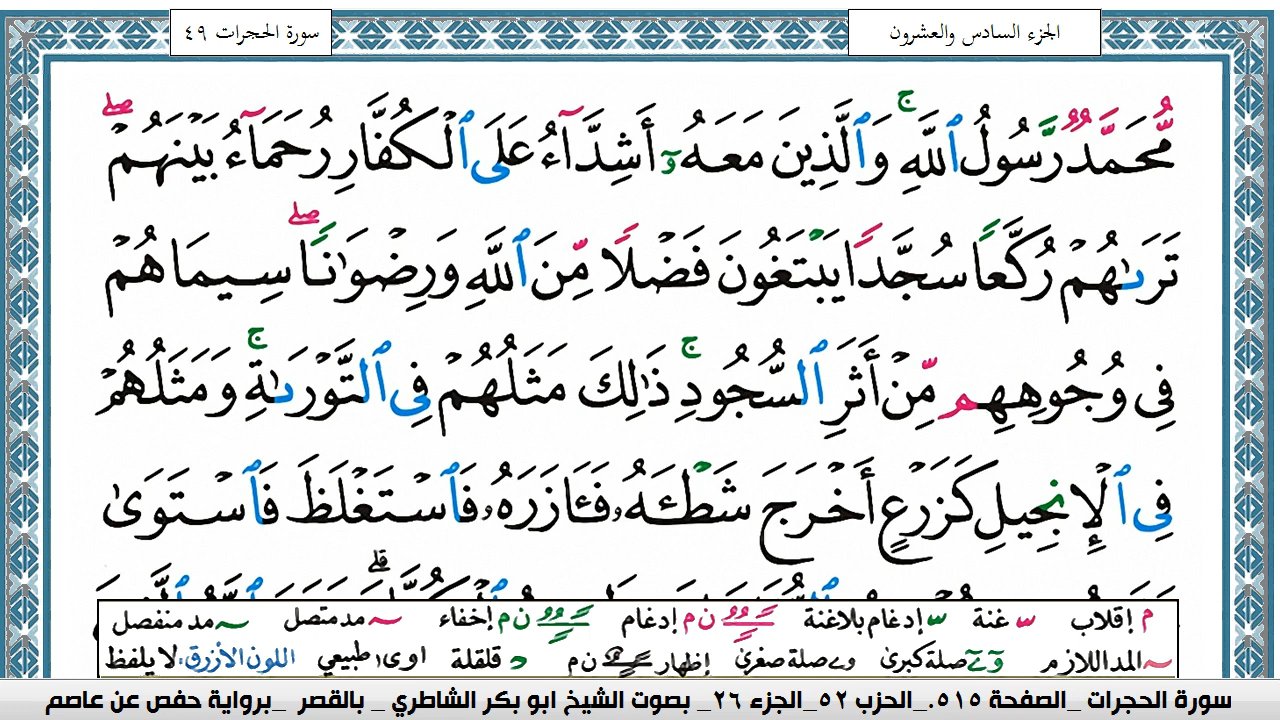 الجزء السادس والعشرون
سورة الحجرات ٤٩
مُّحَمَّدٌ رَّسُولُ ٱللَّهِ ۚ وَٱلَّذِينَ مَعَهُۥٓ أَشِدَّآءُ عَلَى ٱلْكُفَّارِ رُحَمَآءُ بَيْنَهُمْ ۖ
تَرَىٰهُمْ رُكَّعًا سُجَّدًا يَبْتَغُونَ فَضْلًا مِّنَ ٱللَّهِ وَرِضْوَٰنًا ۖ سِيمَاهُمْ
فِى وُجُوهِهِم مِّنْ أَثَرِ ٱلسُّجُودِ ۚ ذَٰلِكَ مَثَلُهُمْ فِى ٱلتَّوْرَىٰةِ ۚ وَمَثَلُهُمْ
فِى ٱلْإِنجِيلِ كَزَرْعٍ أَخْرَجَ شَطْـَٔهُۥ فَـَٔازَرَهُۥ فَٱسْتَغْلَظَ فَٱسْتَوَىٰ
م إقلاب ~ غنة ~ إدغام بلاغنة ن م إدغام ن م إخفاء ~ مد متصل ~ مد منفصل
~ المد اللازم صلة كبرى صلة صغرى إظهار ن م د قلقلة اوى طبيعي اللون الأزرق: لا يلفظ
سورة الحجرات _الصفحة ٥١٥._الحزب ٥٢_الجزء ٢٦_ بصوت الشيخ ابو بكر الشاطري _ بالقصر _برواية حفص عن عاصم